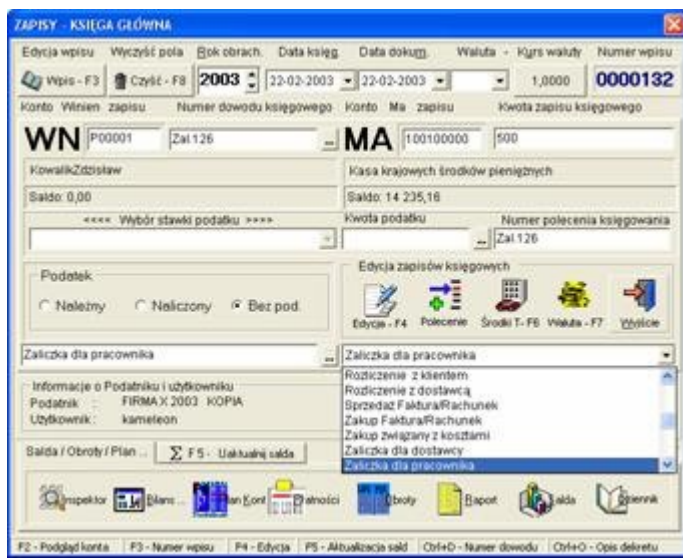 ZAPISY - KSIĘGA GŁÓWNA
Edycja wpisu Wyczyść pola Rok obrach. Data księg. Data dokum. Waluta - Kurs waluty Numer wpisu
Wpis - F3 Czyść - F8 2003 22-02-2003 22-02-2003 - 1,0000 0000132
Konto Winien zapisu Numer dowodu księgowego Konto Ma zapisu Kwota zapisu księgowego
WN P00001 Zal.126 ... MA 100100000 500
KowalikZdzisław Kasa krajowych środków pieniężnych
Saldo: 0,00 Saldo: 14 235,16
<<<< Wybór stawki podatku >>>> Kwota podatku Numer polecenia księgowania
... Zal.126
Podatek Edycja zapisów księgowych
Należny Naliczony Bez pod.
Edycja - F4 Polecenie Środki T- F6 Waluta - F7 Wyjście
Zaliczka dla pracownika ... Zaliczka dla pracownika
Rozliczenie z klientem
Rozliczenie z dostawcą
Sprzedaż Faktura/Rachunek
Zakup Faktura/Rachunek
Zakup związany z kosztami
Zaliczka dla dostawcy
Zaliczka dla pracownika
Informacje o Podatniku i użytkowniku
Podatnik : FIRMA X 2003 KOPIA
Użytkownik : kameleon
Salda / Obroty / Plan ... Σ F5 - Uaktualnij salda
Inspektor Bilans ... Plan Kont Płatności Obroty Raport Salda Dziennik
F2 - Podgląd konta F3 - Numer wpisu F4 - Edycja F5 - Aktualizacja sald Ctrl+D - Numer dowodu Ctrl+O - Opis dekretu